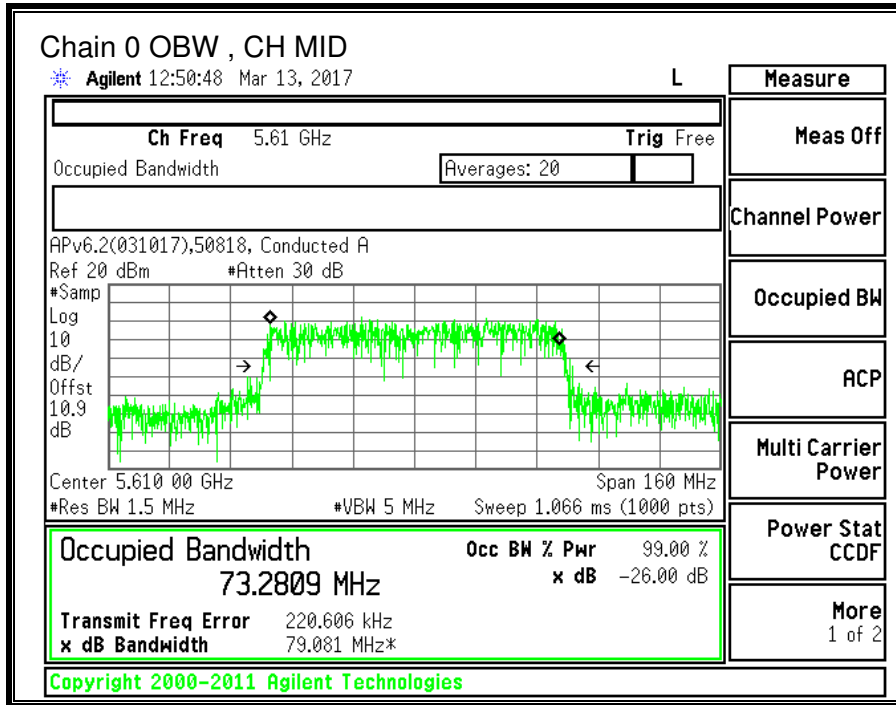 Chain 0 OBW , CH MID
Agilent 12:50:48 Mar 13, 2017 L
Measure
Ch Freq 5.61 GHz Trig Free
Meas Off
Occupied Bandwidth Averages: 20
Channel Power
APv6.2(031017),50818, Conducted A
Ref 20 dBm #Atten 30 dB
#Samp
Log
10
dB/
Offst
10.9
dB
Occupied BW
ACP
Center 5.610 00 GHz Span 160 MHz
#Res BW 1.5 MHz #VBW 5 MHz Sweep 1.066 ms (1000 pts)
Multi Carrier
Power
Occupied Bandwidth Occ BW % Pwr 99.00 %
73.2809 MHz x dB -26.00 dB
Power Stat
CCDF
Transmit Freq Error 220.606 kHz
x dB Bandwidth 79.081 MHz*
More
1 of 2
Copyright 2000-2011 Agilent Technologies